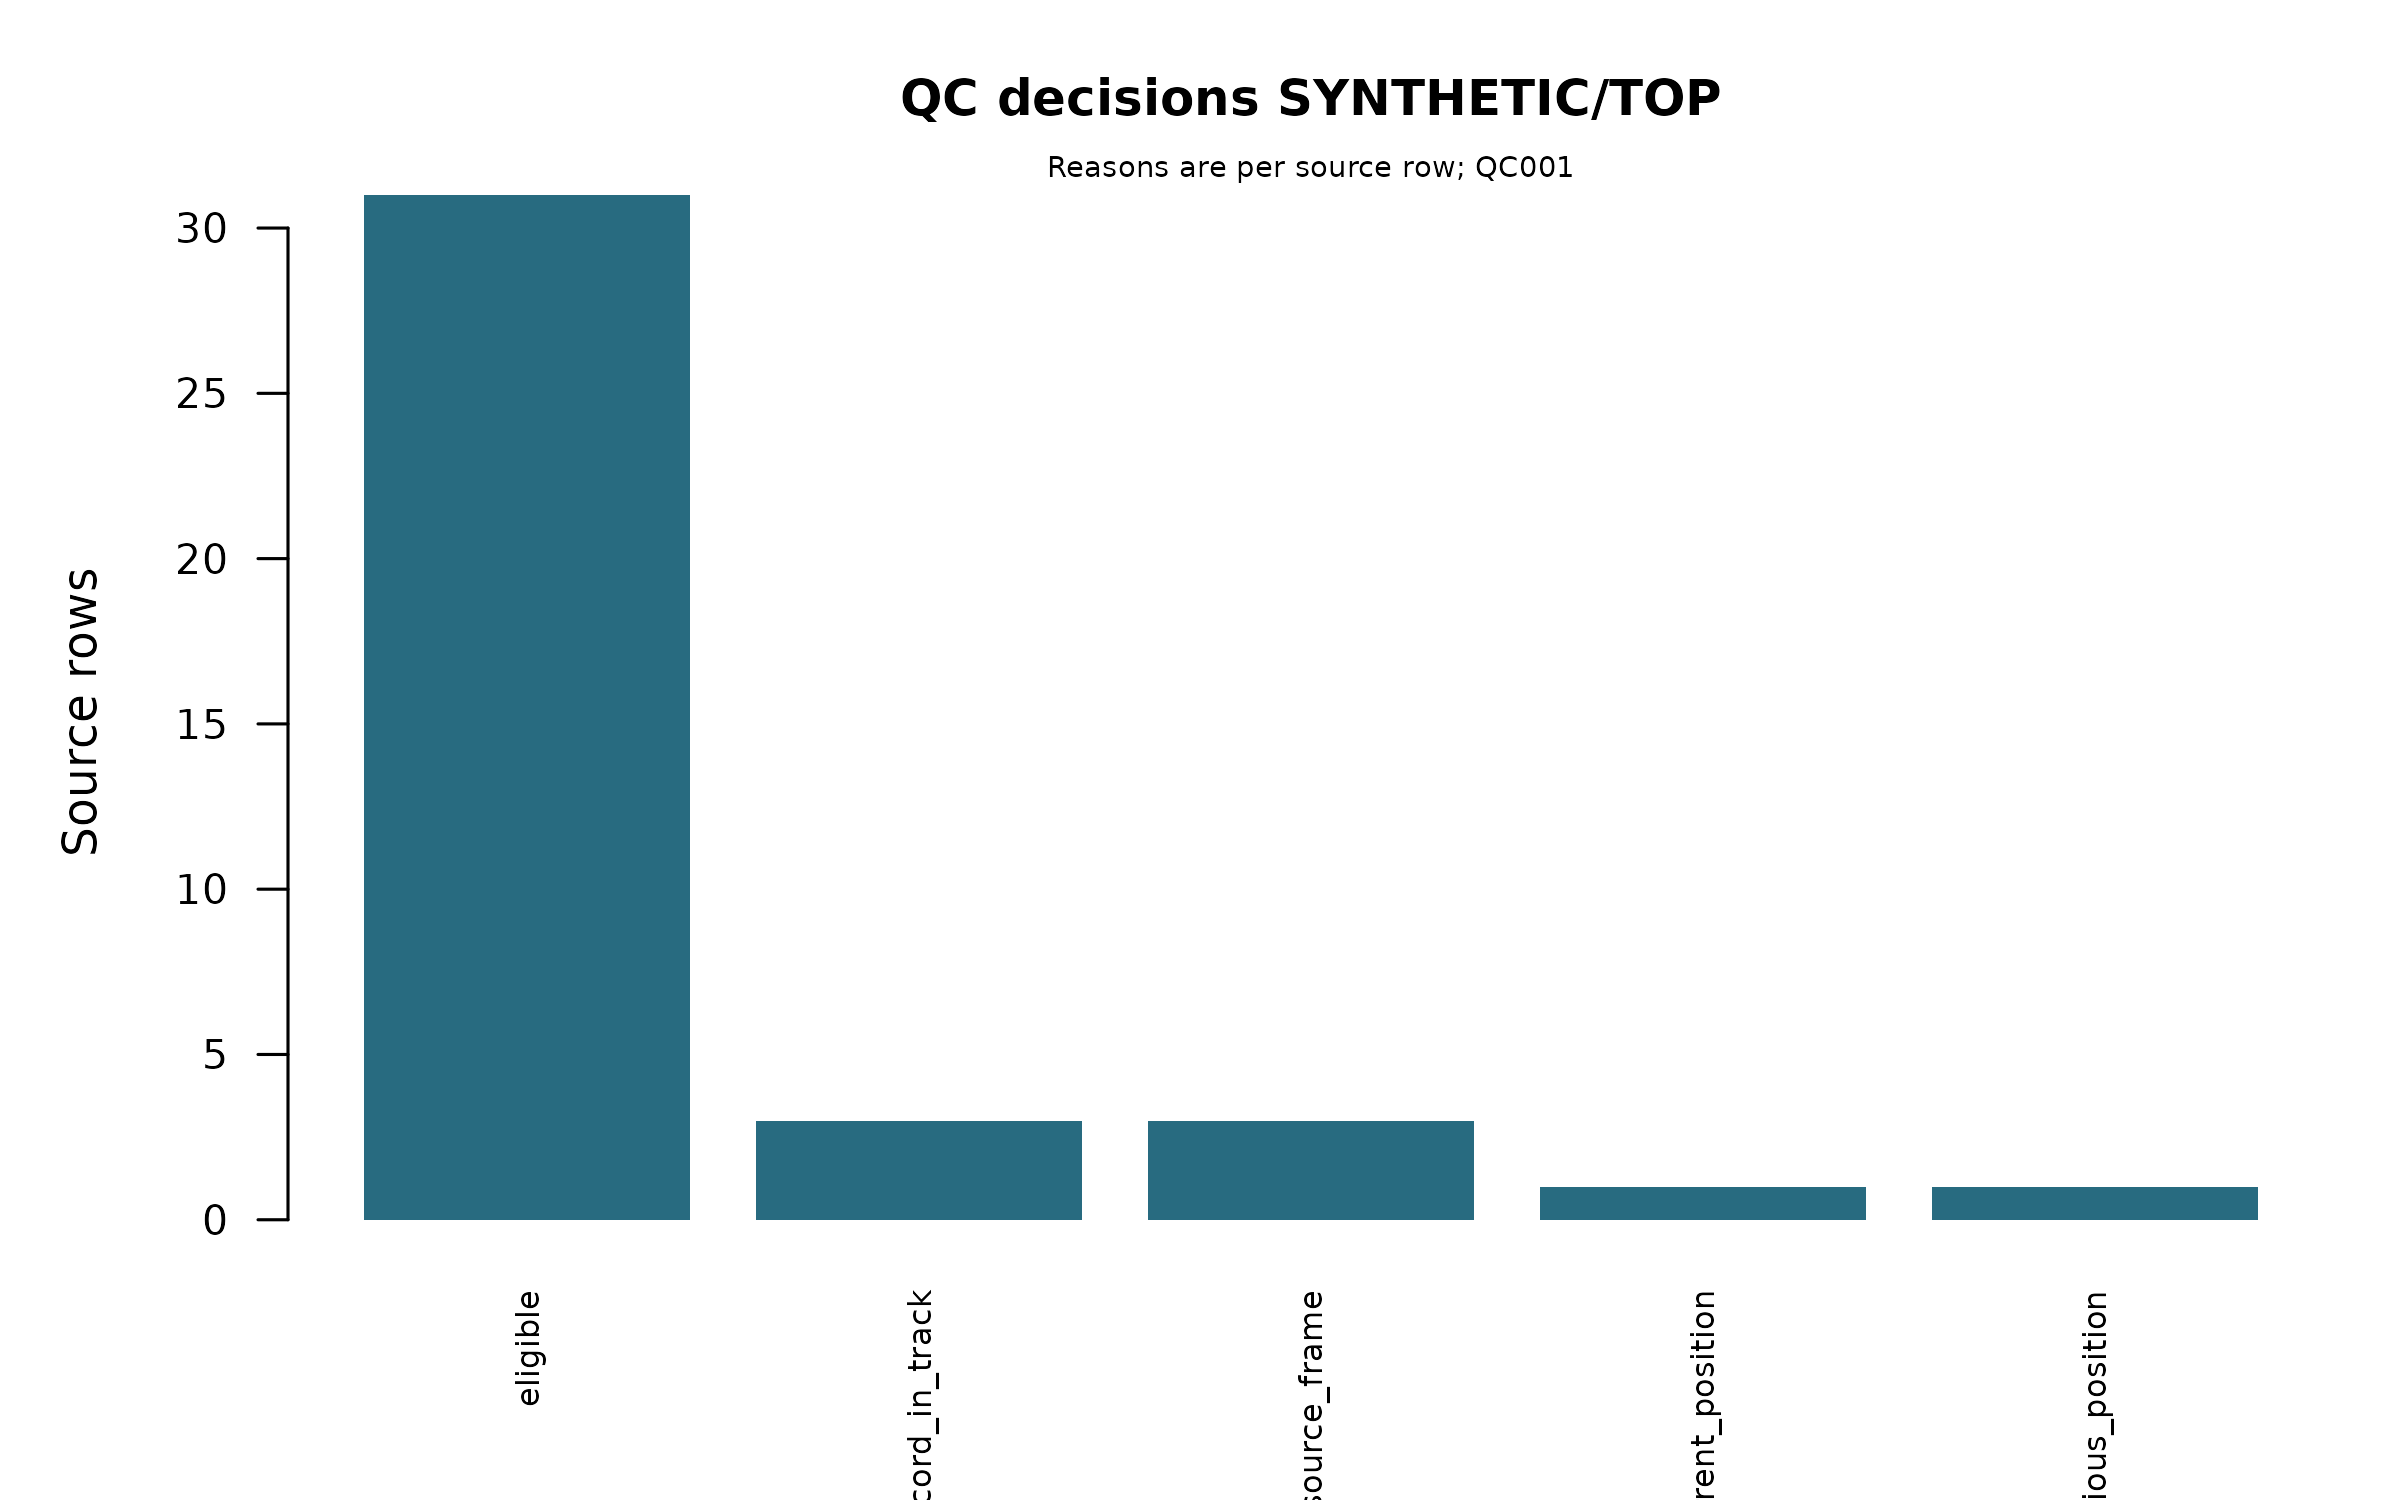 QC decisions SYNTHETIC/TOP
Reasons are per source row; QC001
Source rows
30
25
20
15
10
5
0
eligible
cord_in_track
source_frame
rent_position
ious_position